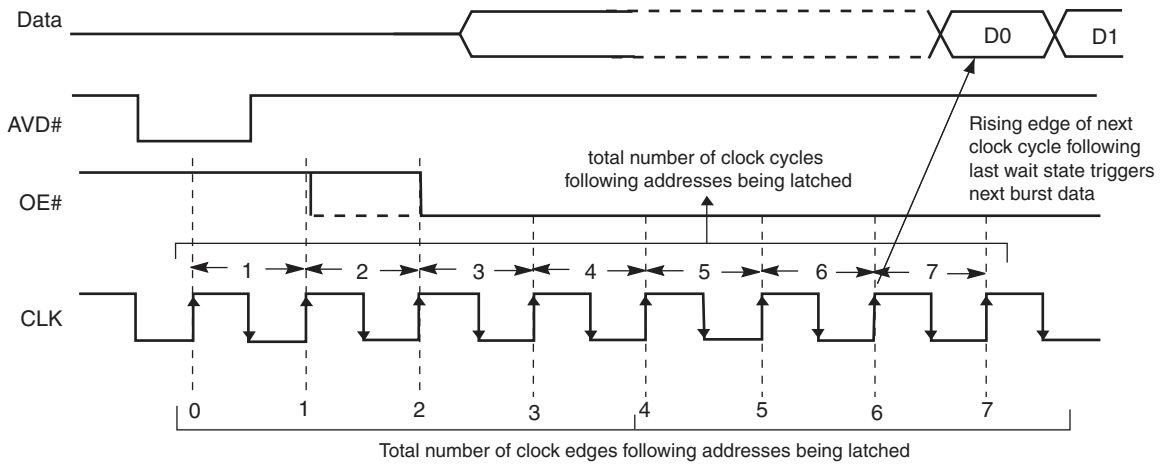 Data
D0
D1
AVD#
Rising edge of next
clock cycle following
last wait state triggers
next burst data
total number of clock cycles
following addresses being latched
OE#
1 2 3 4 5 6 7
CLK
0 1 2 3 4 5 6 7
Total number of clock edges following addresses being latched